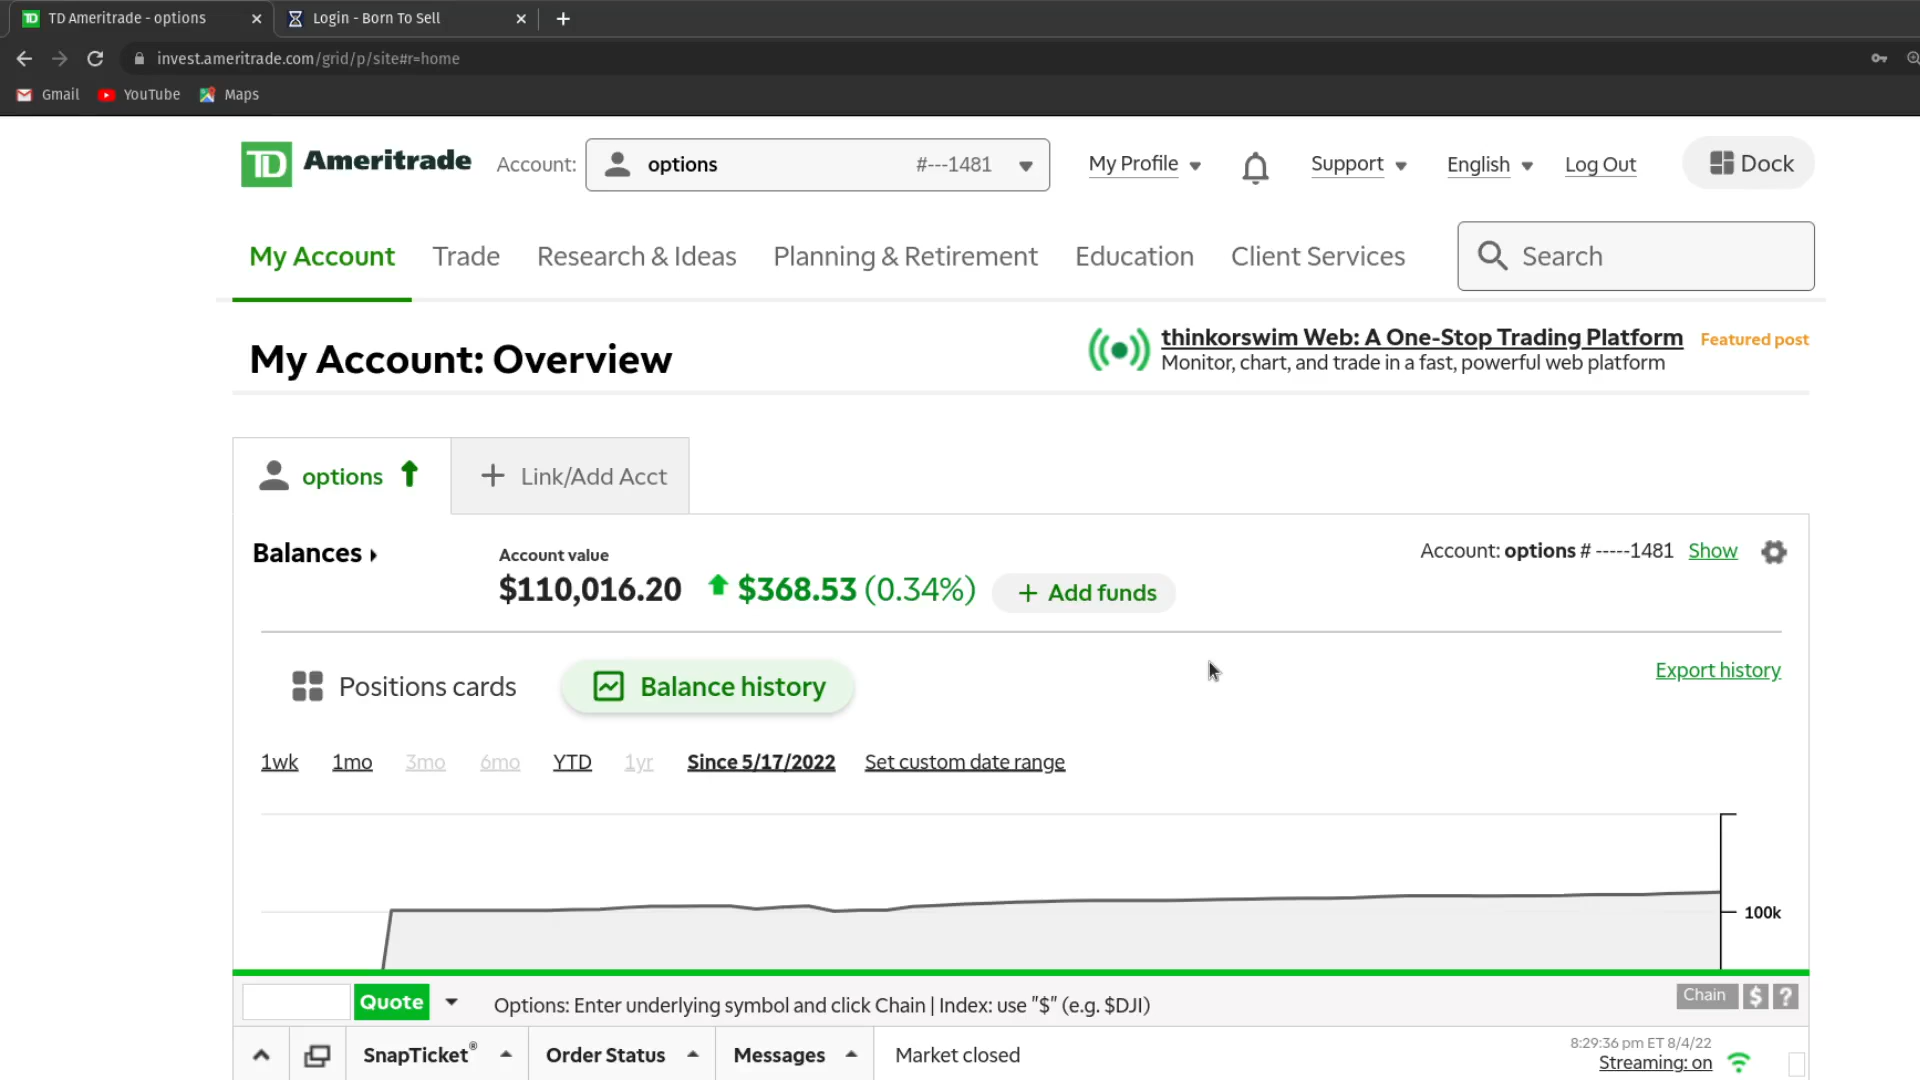 TD Ameritrade - options
Login - Born To Sell
invest.ameritrade.com/grid/p/site#r=home
Gmail YouTube Maps
TD Ameritrade Account: options #---1481 My Profile Support English Log Out Dock
My Account Trade Research & Ideas Planning & Retirement Education Client Services Search
My Account: Overview
thinkorswim Web: A One-Stop Trading Platform Featured post
Monitor, chart, and trade in a fast, powerful web platform
options Link/Add Acct
Balances
Account value
$110,016.20 $368.53 (0.34%) + Add funds
Account: options # -----1481 Show
Positions cards Balance history Export history
1wk 1mo 3mo 6mo YTD 1yr Since 5/17/2022 Set custom date range
100k
Quote Options: Enter underlying symbol and click Chain | Index: use "$" (e.g. $DJI) Chain $ ?
SnapTicket® Order Status Messages Market closed
8:29:36 pm ET 8/4/22
Streaming: on